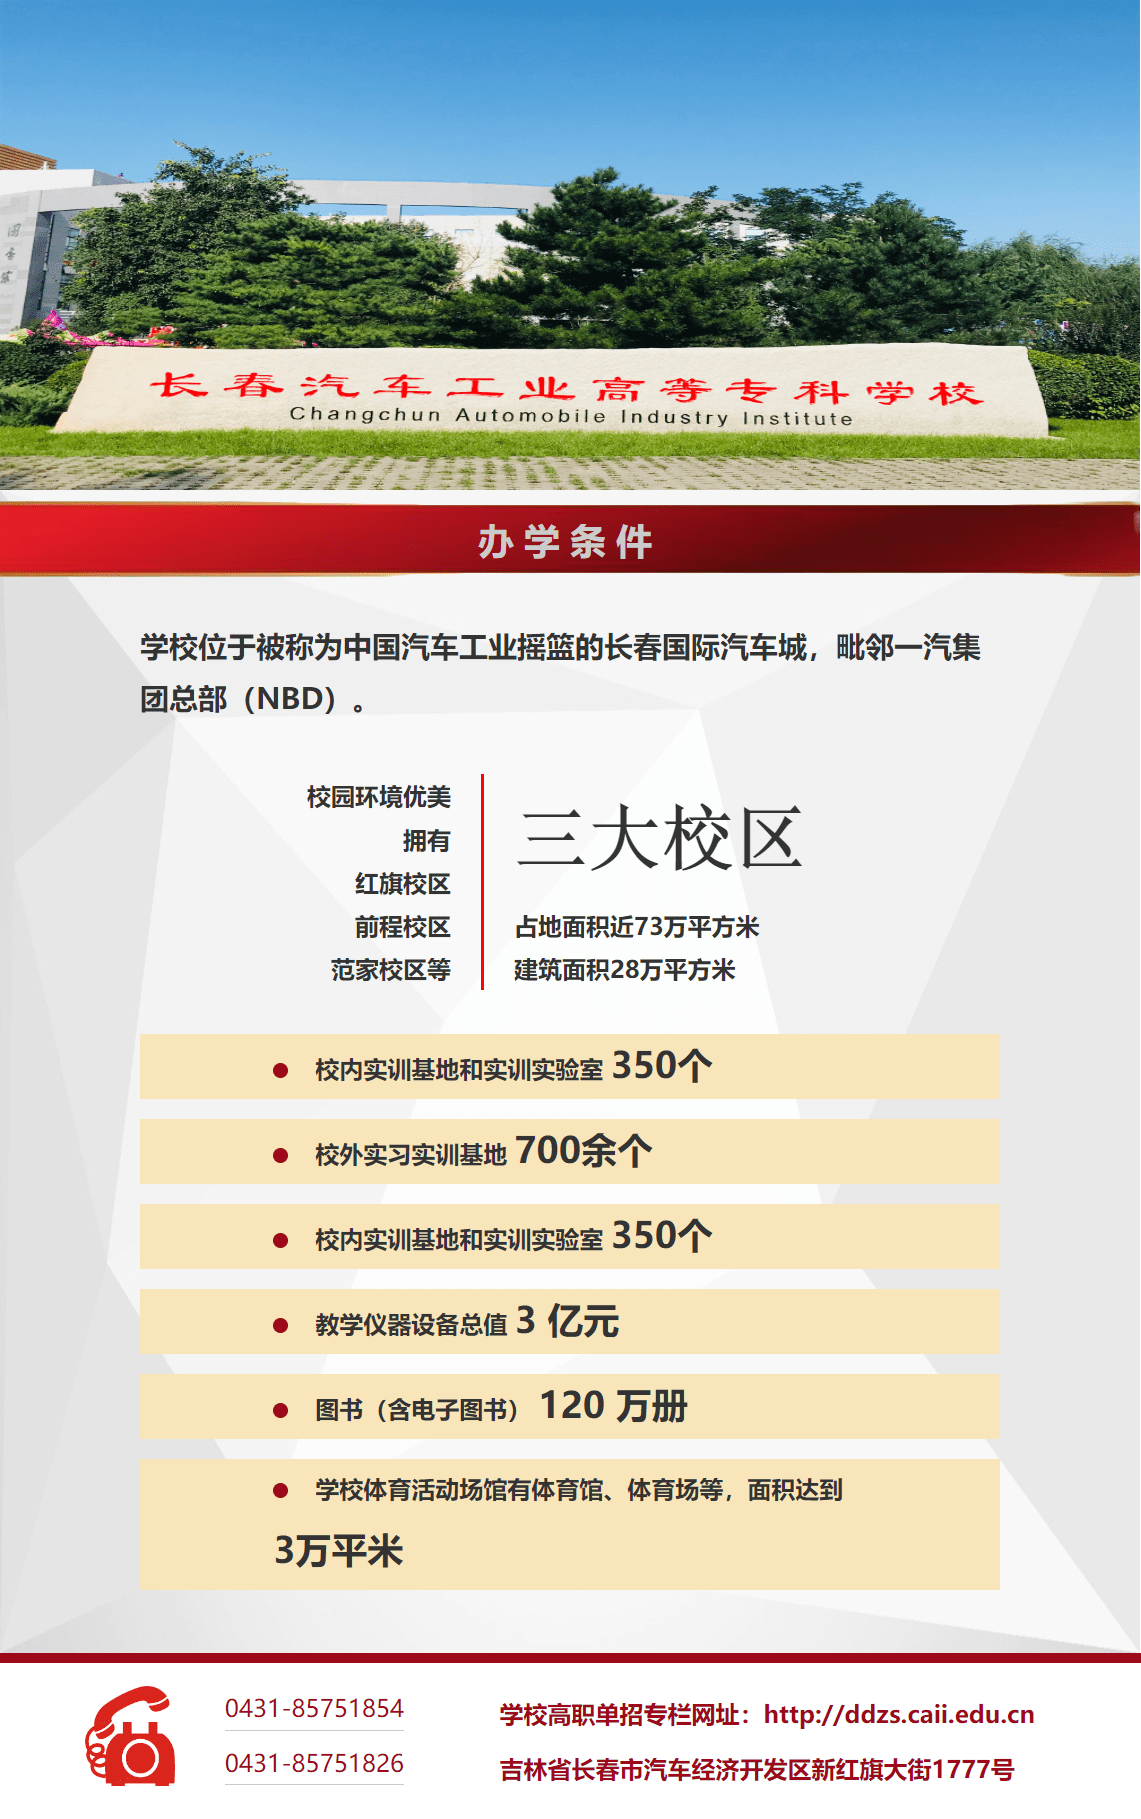 长春汽车工业高等专科学校
Changchun Automobile Industry Institute
办学条件
学校位于被称为中国汽车工业摇篮的长春国际汽车城，毗邻一汽集
团总部（NBD）。
校园环境优美
拥有
红旗校区
前程校区
范家校区等
三大校区
占地面积近73万平方米
建筑面积28万平方米
校内实训基地和实训实验室 350个
校外实习实训基地 700余个
校内实训基地和实训实验室 350个
教学仪器设备总值 3 亿元
图书（含电子图书） 120 万册
学校体育活动场馆有体育馆、体育场等，面积达到
3万平米
0431-85751854
0431-85751826
学校高职单招专栏网址：http://ddzs.caii.edu.cn
吉林省长春市汽车经济开发区新红旗大街1777号